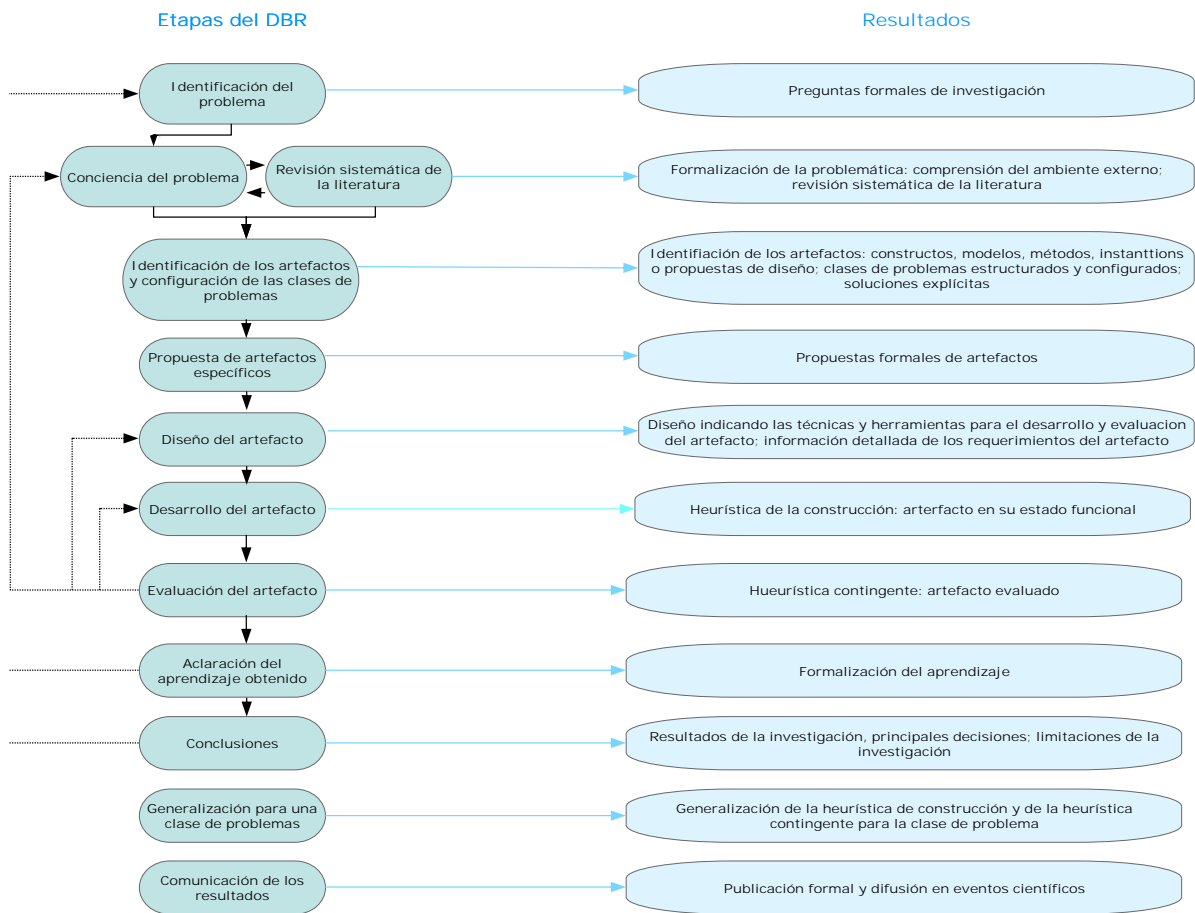 Etapas del DBR
Resultados
Identificación del
problema
Preguntas formales de investigación
Conciencia del problema
Revisión sistemática de
la literatura
Formalización de la problemática: comprensión del ambiente externo;
revisión sistemática de la literatura
Identificación de los artefactos
y configuración de las clases de
problemas
Identifiación de los artefactos: constructos, modelos, métodos, instanttions
o propuestas de diseño; clases de problemas estructurados y configurados;
soluciones explícitas
Propuesta de artefactos
específicos
Propuestas formales de artefactos
Diseño del artefacto
Diseño indicando las técnicas y herramientas para el desarrollo y evaluacion
del artefacto; información detallada de los requerimientos del artefacto
Desarrollo del artefacto
Heurística de la construcción: arterfacto en su estado funcional
Evaluación del artefacto
Hueurística contingente: artefacto evaluado
Aclaración del
aprendizaje obtenido
Formalización del aprendizaje
Conclusiones
Resultados de la investigación, principales decisiones; limitaciones de la
investigación
Generalización para una
clase de problemas
Generalización de la heurística de construcción y de la heurística
contingente para la clase de problema
Comunicación de los
resultados
Publicación formal y difusión en eventos científicos